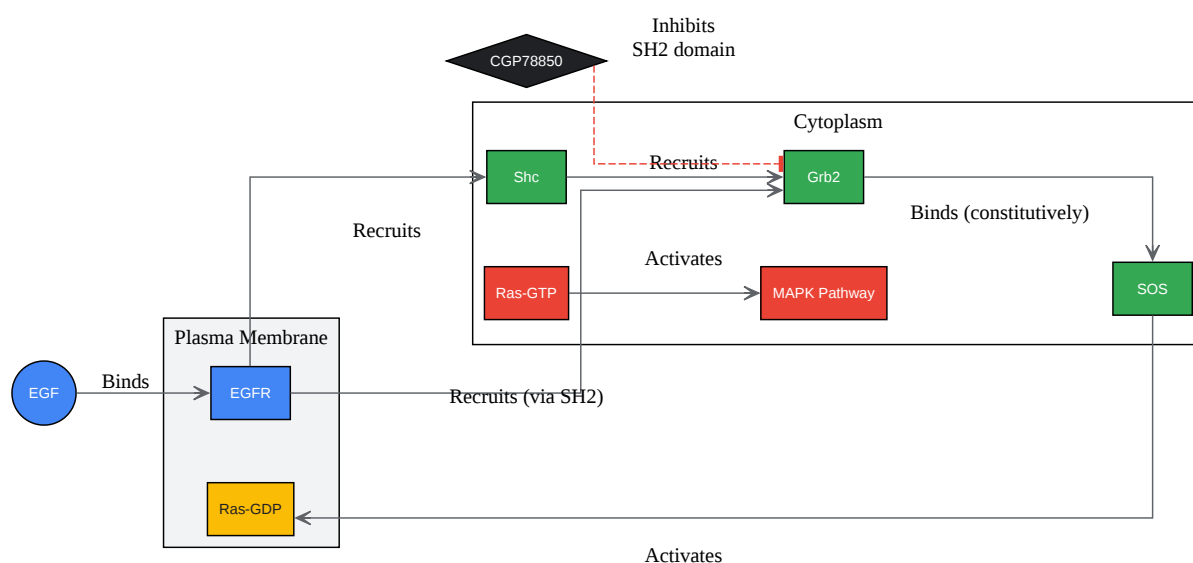 Inhibits
SH2 domain
CGP78850
Cytoplasm
Shc
Recruits
Grb2
Recruits
Binds (constitutively)
Activates
Ras-GTP
MAPK Pathway
SOS
Plasma Membrane
EGF
Binds
EGFR
Recruits (via SH2)
Ras-GDP
Activates